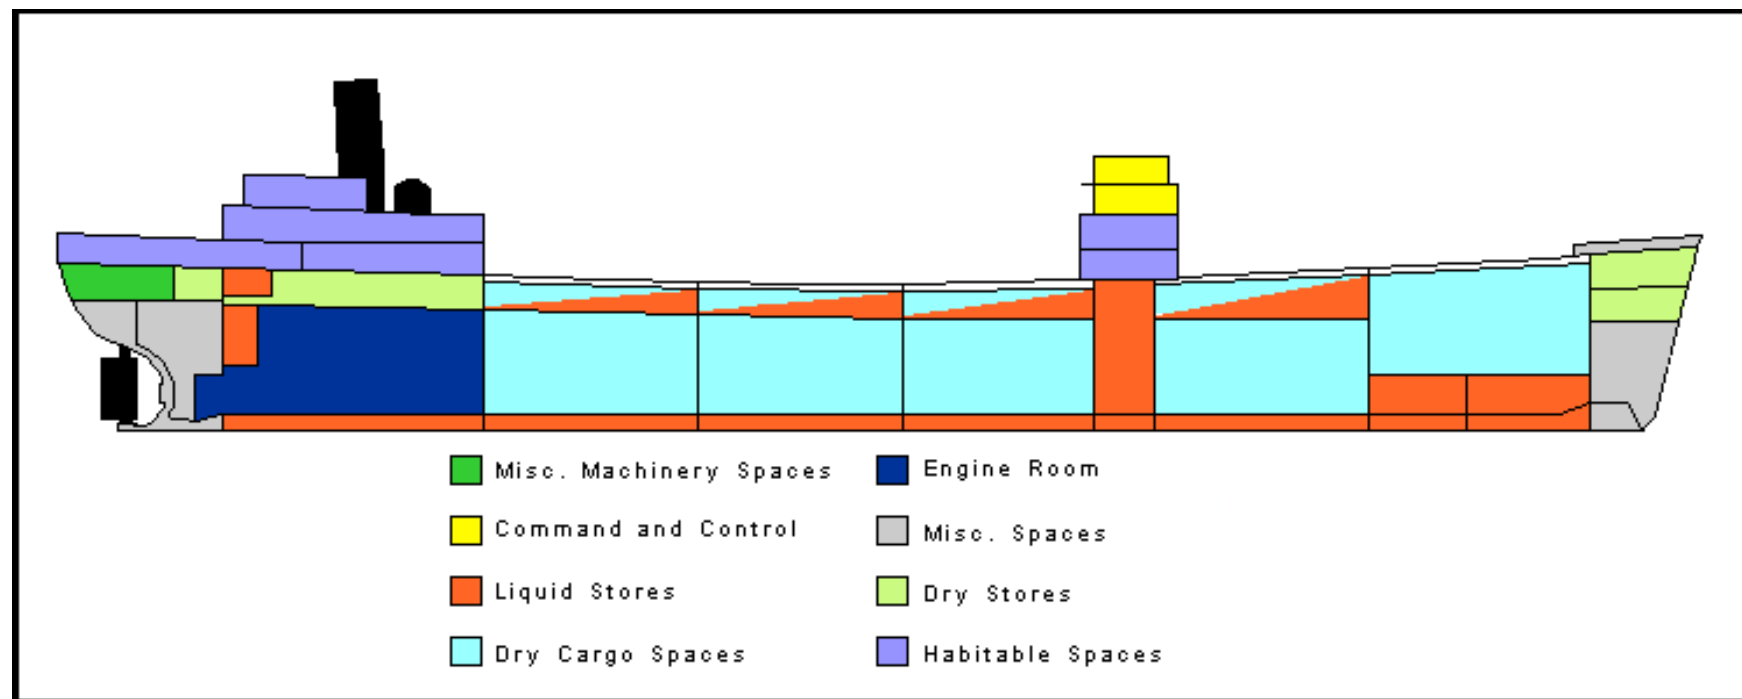 Misc. Machinery Spaces
Engine Room
Command and Control
Misc. Spaces
Liquid Stores
Dry Stores
Dry Cargo Spaces
Habitable Spaces